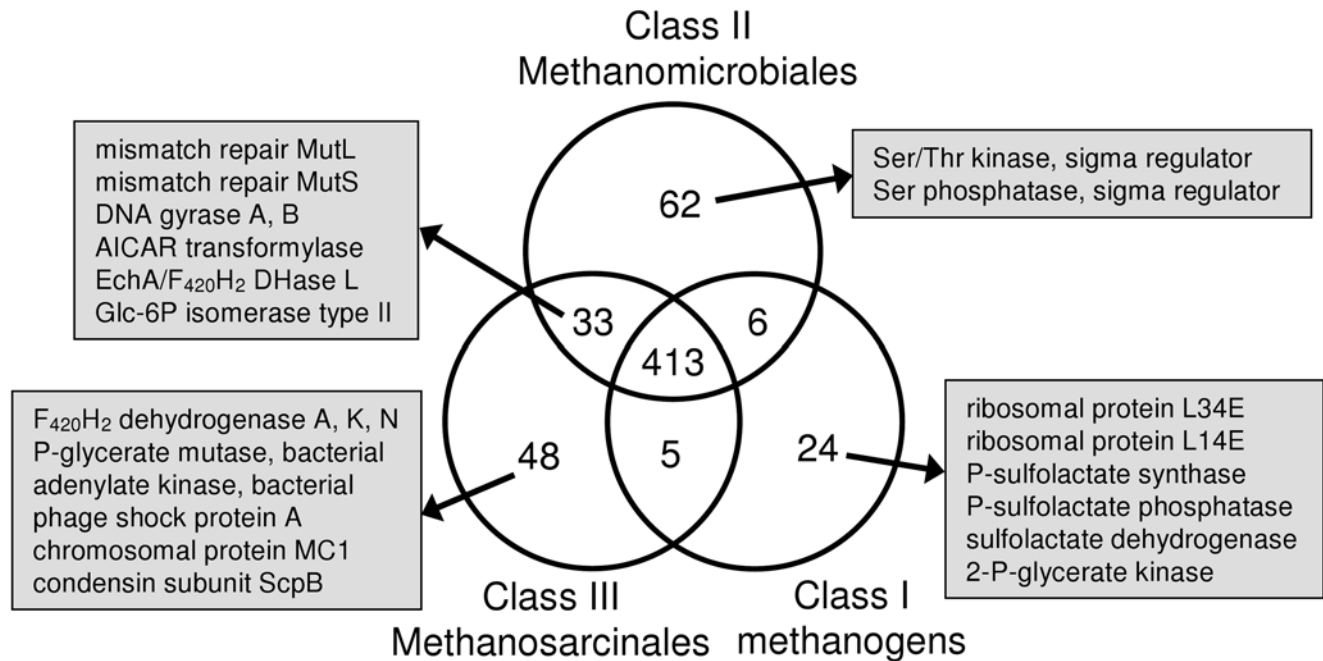 Class II
Methanomicrobiales
mismatch repair MutL
mismatch repair MutS
DNA gyrase A, B
AICAR transformylase
EchA/F₄₂₀H₂ DHase L
Glc-6P isomerase type II
Ser/Thr kinase, sigma regulator
Ser phosphatase, sigma regulator
62
33
6
413
F₄₂₀H₂ dehydrogenase A, K, N
P-glycerate mutase, bacterial
adenylate kinase, bacterial
phage shock protein A
chromosomal protein MC1
condensin subunit ScpB
48
5
24
ribosomal protein L34E
ribosomal protein L14E
P-sulfolactate synthase
P-sulfolactate phosphatase
sulfolactate dehydrogenase
2-P-glycerate kinase
Class III
Methanosarcinales
Class I
methanogens